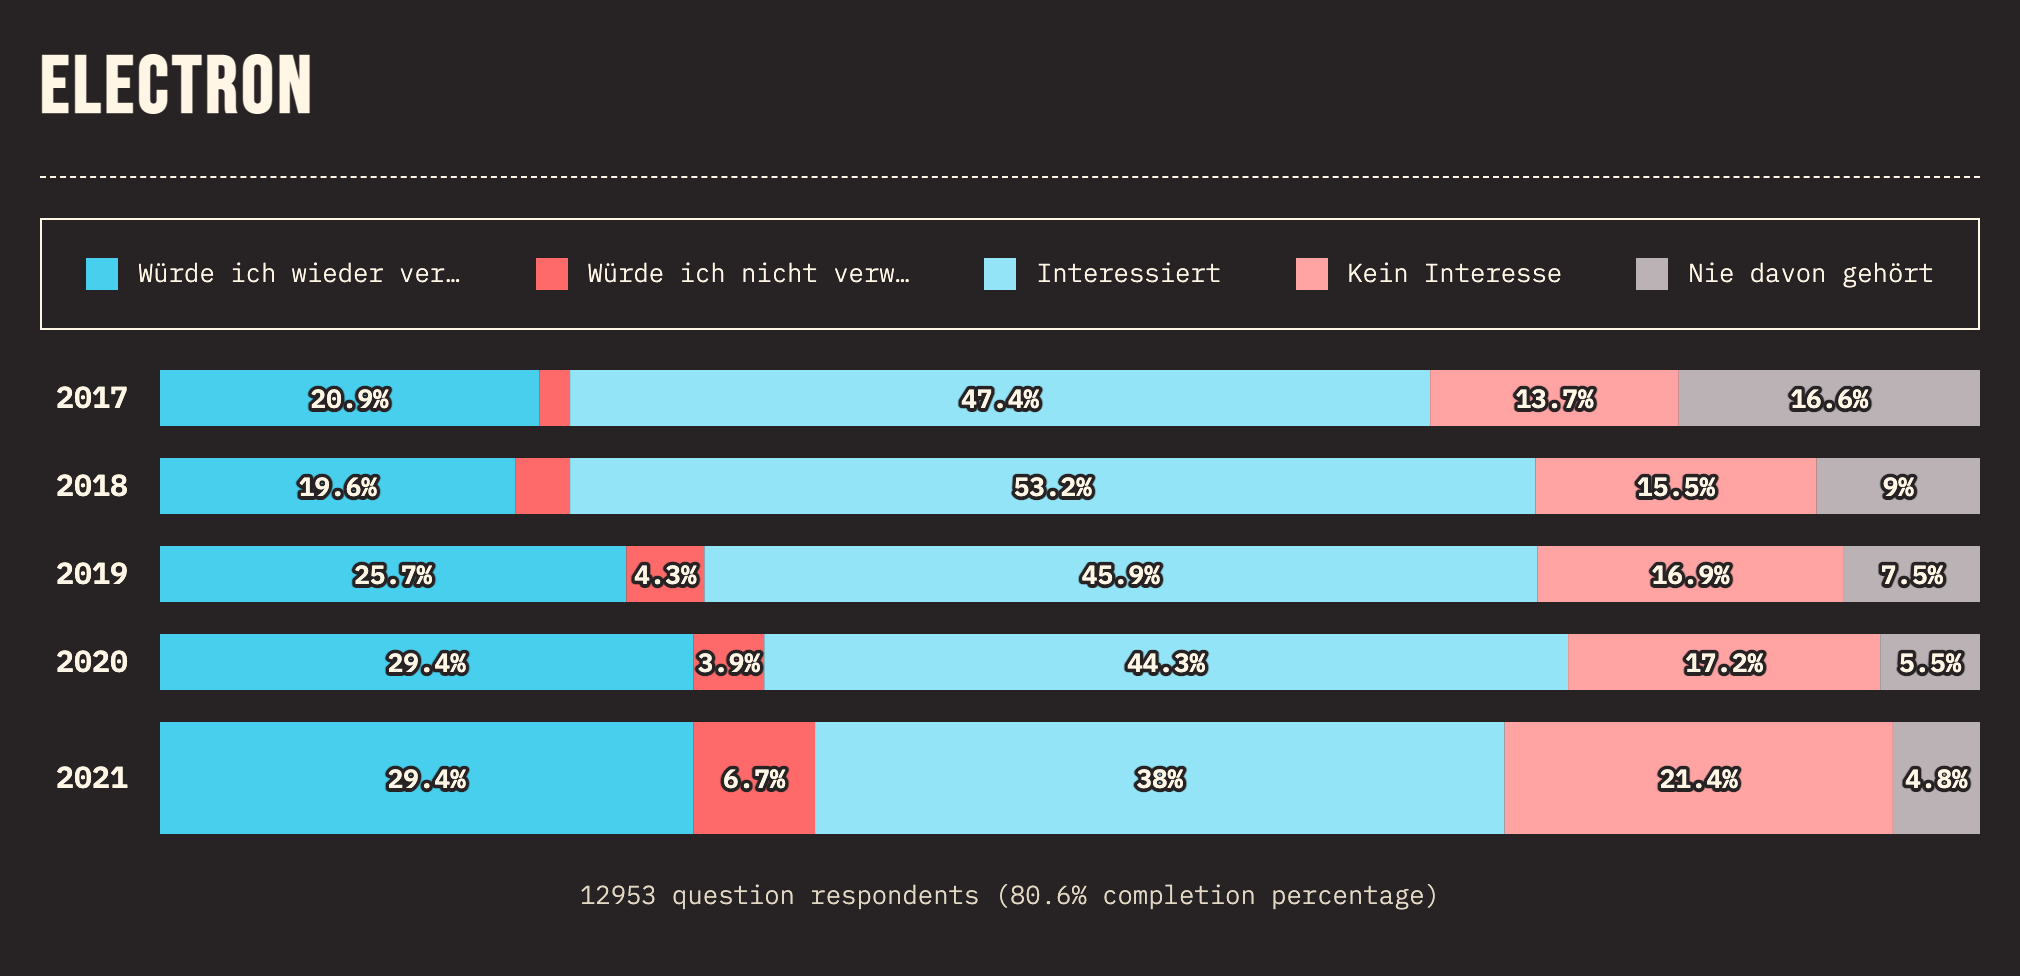 ELECTRON
Würde ich wieder ver… Würde ich nicht verw… Interessiert Kein Interesse Nie davon gehört
2017 20.9% 47.4% 13.7% 16.6%
2018 19.6% 53.2% 15.5% 9%
2019 25.7% 4.3% 45.9% 16.9% 7.5%
2020 29.4% 3.9% 44.3% 17.2% 5.5%
2021 29.4% 6.7% 38% 21.4% 4.8%
12953 question respondents (80.6% completion percentage)